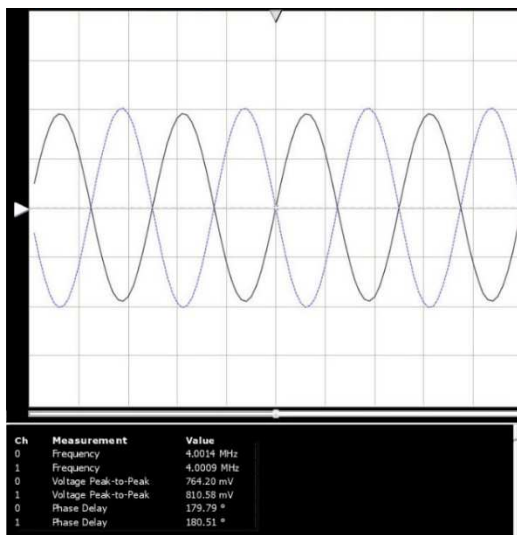 Ch Measurement Value
0 Frequency 4.0014 MHz
1 Frequency 4.0009 MHz
0 Voltage Peak-to-Peak 764.20 mV
1 Voltage Peak-to-Peak 810.58 mV
0 Phase Delay 179.79 °
1 Phase Delay 180.51 °